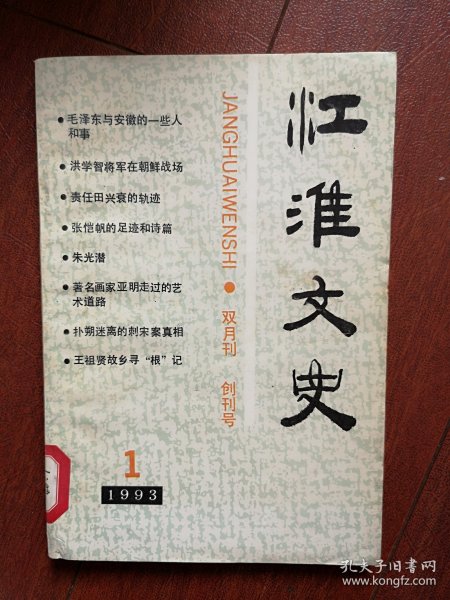 江淮文史
JANGHUAIWENSHI ● 双月刊 创刊号
● 毛泽东与安徽的一些人
和事
● 洪学智将军在朝鲜战场
● 责任田兴衰的轨迹
● 张恺帆的足迹和诗篇
● 朱光潜
● 著名画家亚明走过的艺
术道路
● 扑朔迷离的刺宋案真相
● 王祖贤故乡寻“根”记
1
1993
孔夫子旧书网
www.kongfz.com